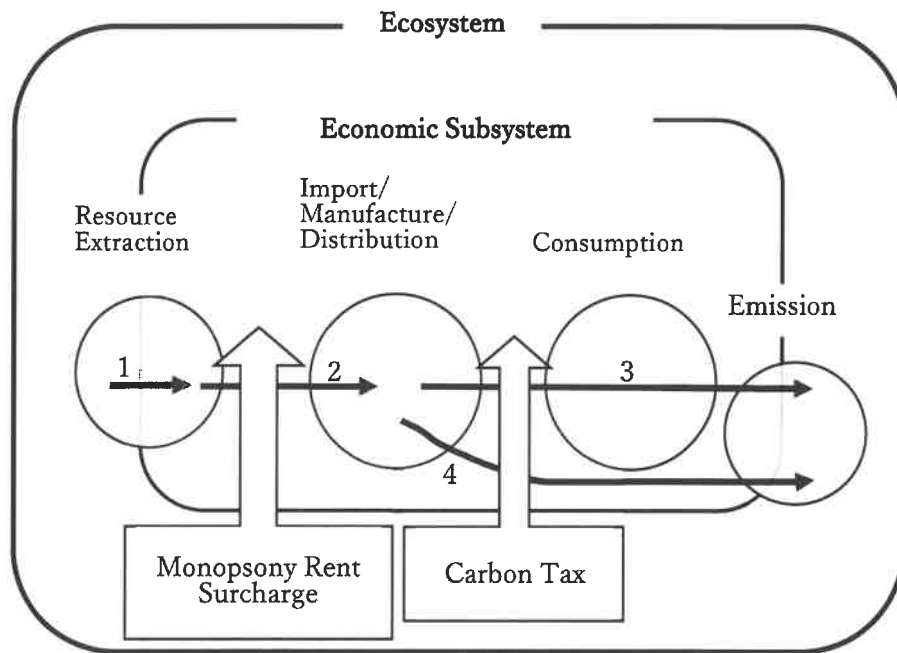 Ecosystem
Economic Subsystem
Resource
Extraction
Import/
Manufacture/
Distribution
Consumption
Emission
1
2
3
4
Monopsony Rent
Surcharge
Carbon Tax